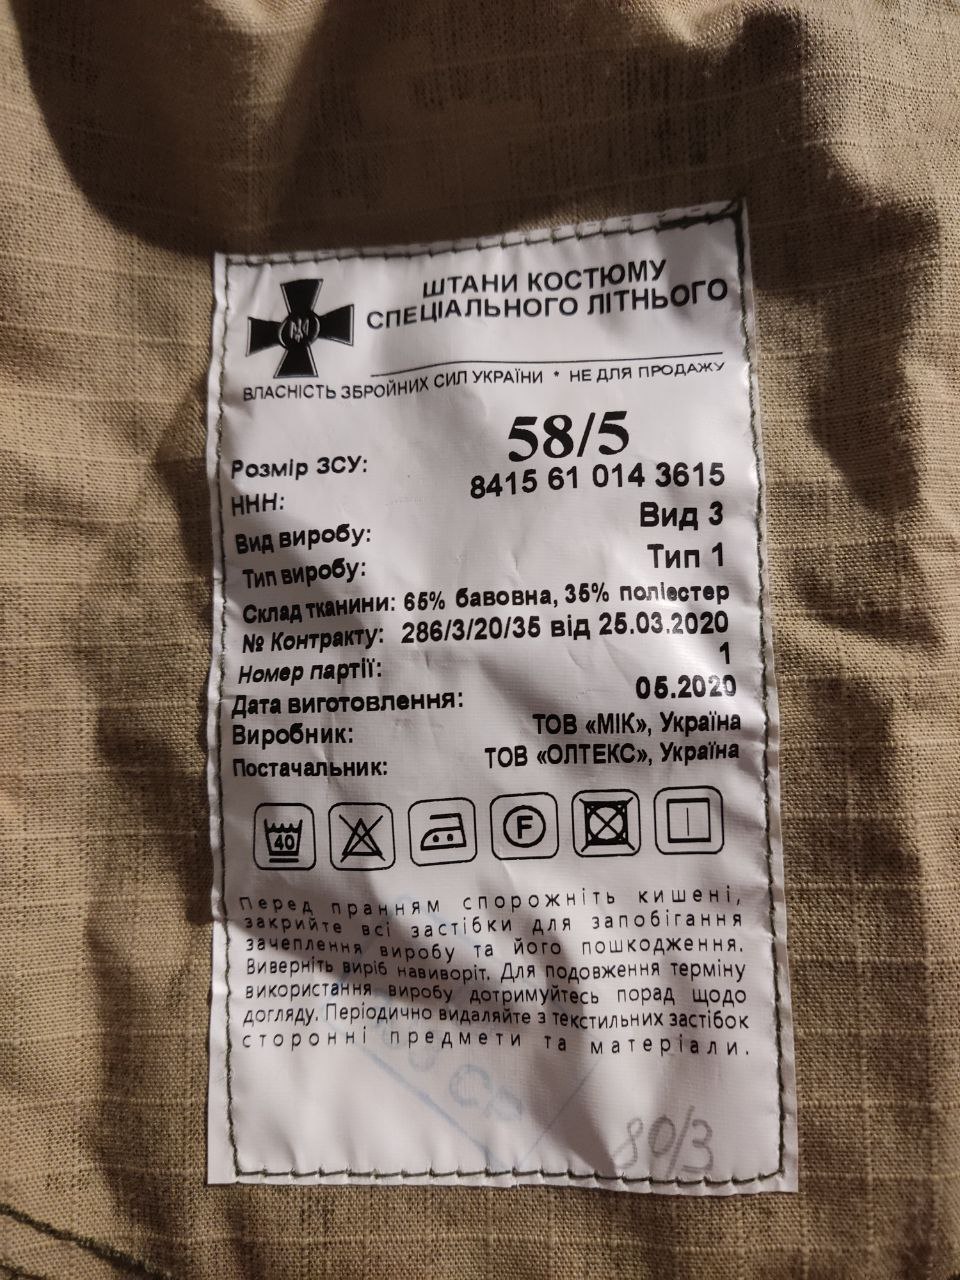 ШТАНИ КОСТЮМУ
СПЕЦІАЛЬНОГО ЛІТНЬОГО
ВЛАСНІСТЬ ЗБРОЙНИХ СИЛ УКРАЇНИ * НЕ ДЛЯ ПРОДАЖУ
Розмір ЗСУ: 58/5
ННН: 8415 61 014 3615
Вид виробу: Вид 3
Тип виробу: Тип 1
Склад тканини: 65% бавовна, 35% поліестер
№ Контракту: 286/3/20/35 від 25.03.2020
Номер партії: 1
Дата виготовлення: 05.2020
Виробник: ТОВ «МІК», Україна
Постачальник: ТОВ «ОЛТЕКС», Україна
40
F
Перед пранням спорожніть кишені,
закрийте всі застібки для запобігання
зачеплення виробу та його пошкодження.
Виверніть виріб навиворіт. Для подовження терміну
використання виробу дотримуйтесь порад щодо
догляду. Періодично видаляйте з текстильних застібок
сторонні предмети та матеріали.
80/3